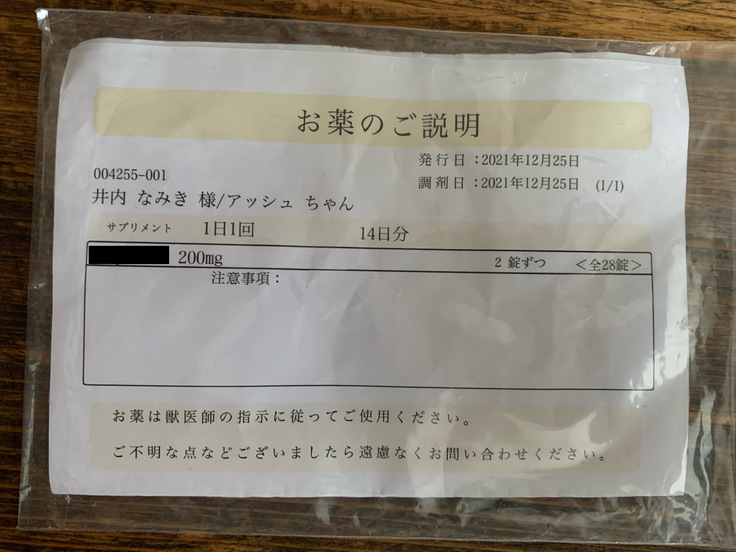 お薬のご説明
発行日：2021年12月25日
004255-001
調剤日：2021年12月25日 (1/1)
井内 なみき 様/アッシュ ちゃん
サプリメント 1日1回 14日分
200mg 2 錠ずつ ＜全28錠＞
注意事項：
お薬は獣医師の指示に従ってご使用ください。
ご不明な点などございましたら遠慮なくお問い合わせください。